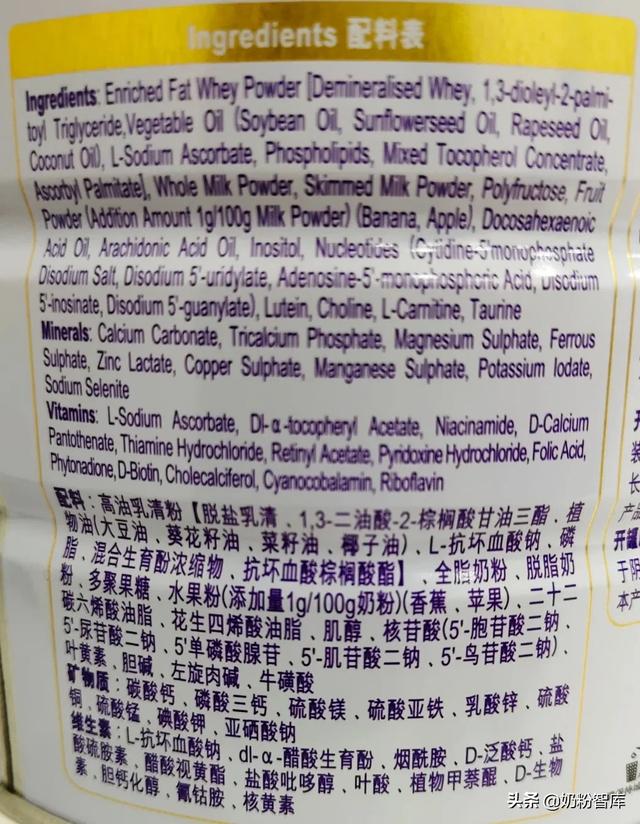 Ingredients 配料表
Ingredients: Enriched Fat Whey Powder [Demineralised Whey, 1,3-dioleyl-2-palmi-
toyl Triglyceride,Vegetable Oil (Soybean Oil, Sunflowerseed Oil, Rapeseed Oil,
Coconut Oil), L-Sodium Ascorbate, Phospholipids, Mixed Tocopherol Concentrate,
Ascorbyl Palmitate], Whole Milk Powder, Skimmed Milk Powder, Polyfructose, Fruit
Powder (Addition Amount 1g/100g Milk Powder) (Banana, Apple), Docosahexaenoic
Acid Oil, Arachidonic Acid Oil, Inositol, Nucleotides (Cytidine-5'monophosphate
Disodium Salt, Disodium 5'-uridylate, Adenosine-5'-monophosphoric Acid, Disodium
5'-inosinate, Disodium 5'-guanylate), Lutein, Choline, L-Carnitine, Taurine
Minerals: Calcium Carbonate, Tricalcium Phosphate, Magnesium Sulphate, Ferrous
Sulphate, Zinc Lactate, Copper Sulphate, Manganese Sulphate, Potassium Iodate,
Sodium Selenite
Vitamins: L-Sodium Ascorbate, Dl-α-tocopheryl Acetate, Niacinamide, D-Calcium
Pantothenate, Thiamine Hydrochloride, Retinyl Acetate, Pyridoxine Hydrochloride, Folic Acid,
Phytonadione, D-Biotin, Cholecalciferol, Cyanocobalamin, Riboflavin
配料：高油乳清粉【脱盐乳清、1,3-二油酸-2-棕榈酸甘油三酯、植
物油(大豆油、葵花籽油、菜籽油、椰子油)、L-抗坏血酸钠、磷
脂、混合生育酚浓缩物、抗坏血酸棕榈酸酯】、全脂奶粉、脱脂奶
粉、多聚果糖、水果粉(添加量1g/100g奶粉)(香蕉、苹果)、二十二
碳六烯酸油脂、花生四烯酸油脂、肌醇、核苷酸(5'-胞苷酸二钠、
5'-尿苷酸二钠、5'单磷酸腺苷、5'-肌苷酸二钠、5'-鸟苷酸二钠)、
叶黄素、胆碱、左旋肉碱、牛磺酸
矿物质：碳酸钙、磷酸三钙、硫酸镁、硫酸亚铁、乳酸锌、硫酸
铜、硫酸锰、碘酸钾、亚硒酸钠
维生素：L-抗坏血酸钠、dl-α-醋酸生育酚、烟酰胺、D-泛酸钙、盐
酸硫胺素、醋酸视黄酯、盐酸吡哆醇、叶酸、植物甲萘醌、D-生物
素、胆钙化醇、氰钴胺、核黄素
装
长
产品
开罐
于阴
本产
头条 @奶粉智库